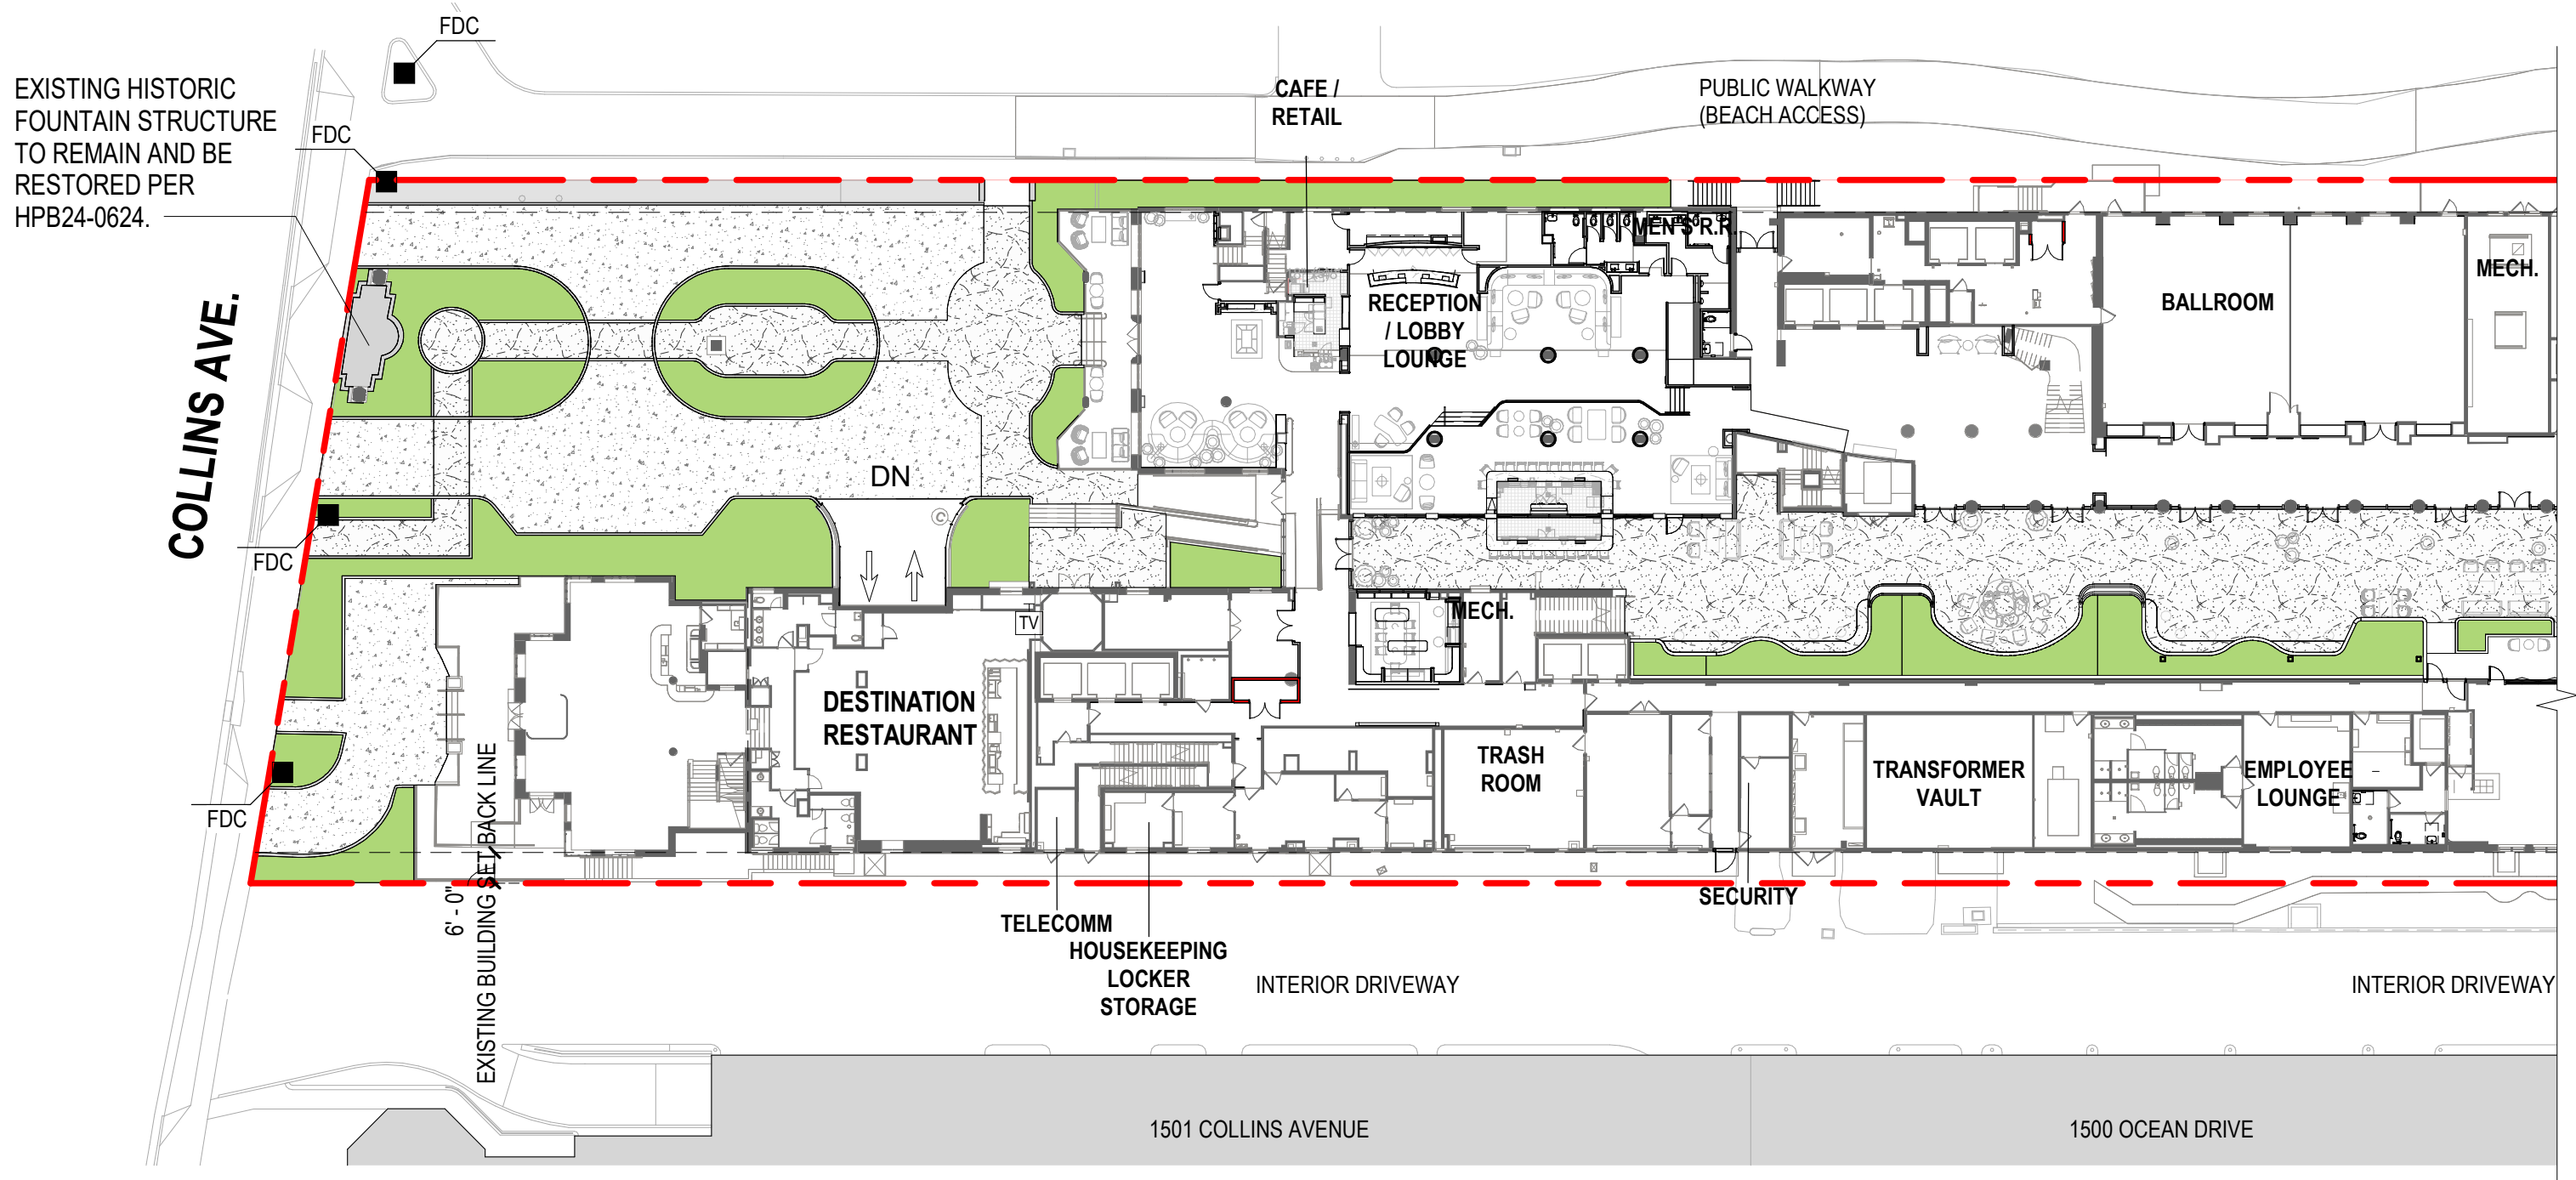 FDC
EXISTING HISTORIC
FOUNTAIN STRUCTURE
TO REMAIN AND BE
RESTORED PER
HPB24-0624.
FDC
CAFE /
RETAIL
PUBLIC WALKWAY
(BEACH ACCESS)
MEN'S R.R.
MECH.
BALLROOM
RECEPTION
/ LOBBY
LOUNGE
COLLINS AVE.
DN
©
FDC
MECH.
TV
DESTINATION
RESTAURANT
TRASH
ROOM
TRANSFORMER
VAULT
EMPLOYEE
LOUNGE
FDC
6' - 0"
EXISTING BUILDING SET BACK LINE
SECURITY
TELECOMM
HOUSEKEEPING
LOCKER
STORAGE
INTERIOR DRIVEWAY
INTERIOR DRIVEWAY
1501 COLLINS AVENUE
1500 OCEAN DRIVE